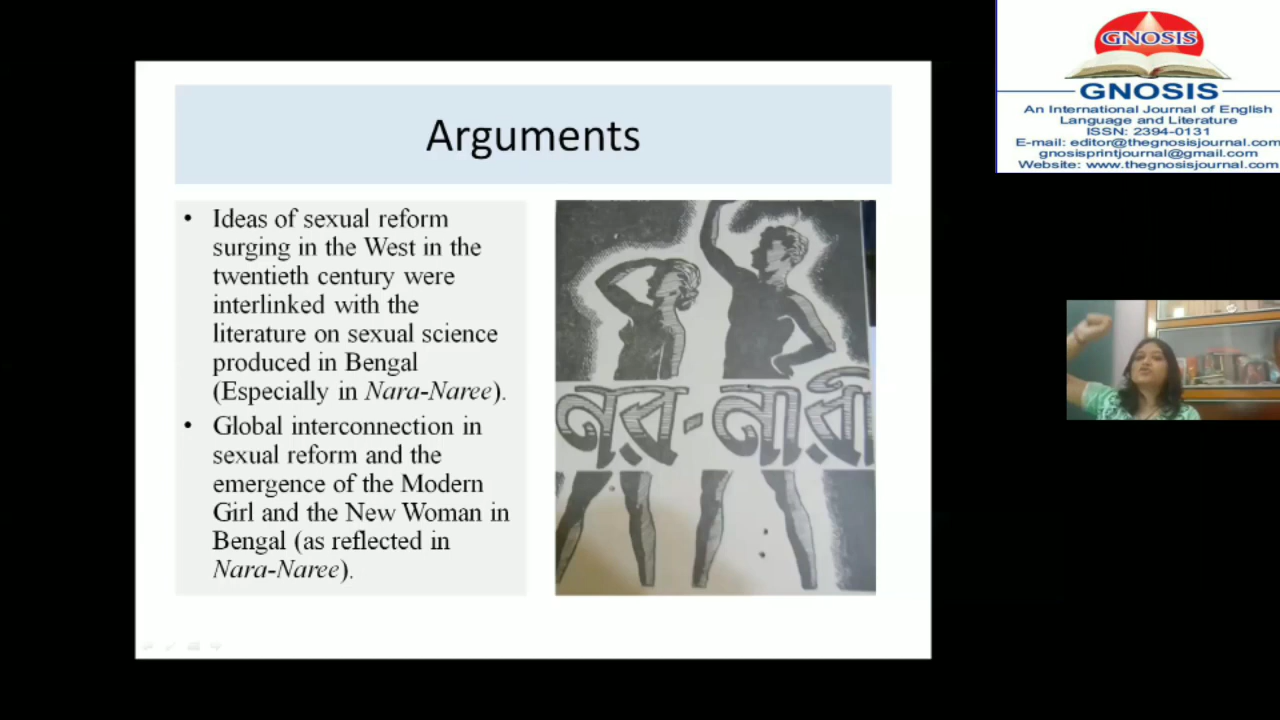 Arguments
• Ideas of sexual reform
surging in the West in the
twentieth century were
interlinked with the
literature on sexual science
produced in Bengal
(Especially in Nara-Naree).
• Global interconnection in
sexual reform and the
emergence of the Modern
Girl and the New Woman in
Bengal (as reflected in
Nara-Naree).
নর-নারী
GNOSIS
GNOSIS
An International Journal of English
Language and Literature
ISSN: 2394-0131
E-mail: editor@thegnosisjournal.com
gnosisprintjournal@gmail.com
Website: www.thegnosisjournal.com